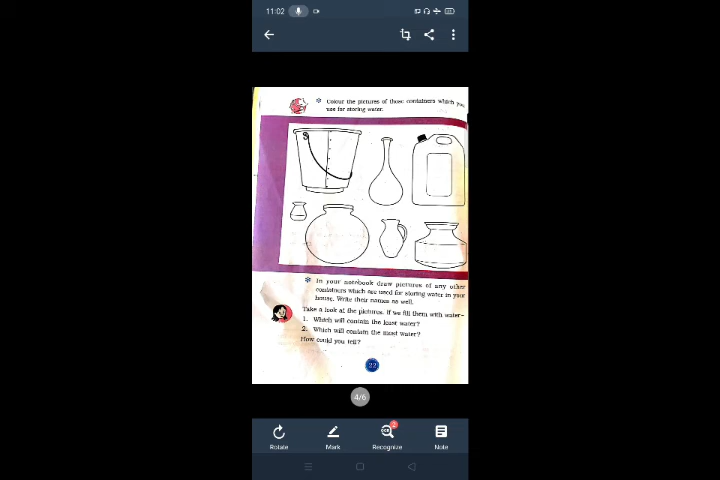 11:02
Colour the pictures of those containers which you
use for storing water.
In your notebook draw pictures of any other
containers which are used for storing water in your
house. Write their names as well.
Take a look at the pictures. If we fill them with water–
1. Which will contain the least water?
2. Which will contain the most water?
How could you tell?
22
4/6
OCR
2
Rotate
Mark
Recognize
Note